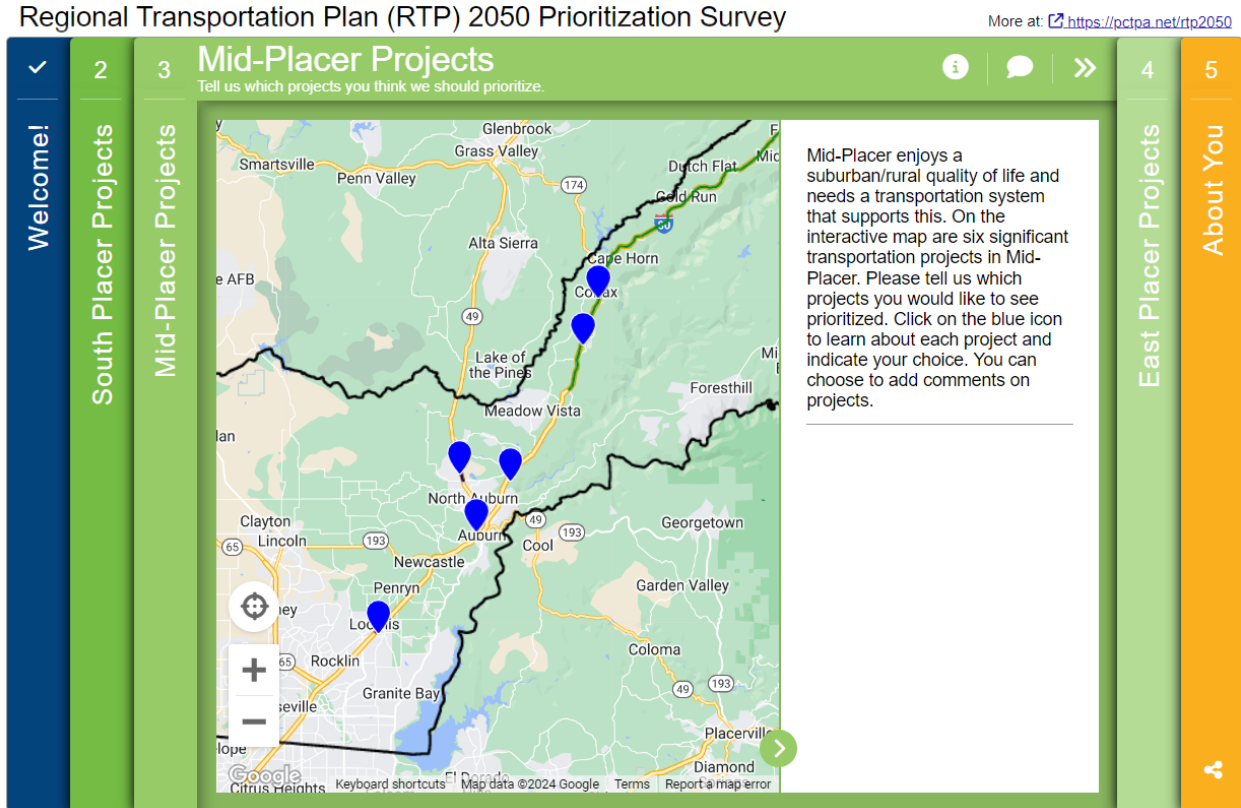 Regional Transportation Plan (RTP) 2050 Prioritization Survey
More at: https://pctpa.net/rtp2050
Welcome!
2
South Placer Projects
3
Mid-Placer Projects
Mid-Placer Projects
Tell us which projects you think we should prioritize.
4
East Placer Projects
5
About You
Glenbrook
Grass Valley
Smartsville
Penn Valley
174
Dutch Flat
Gold Run
80
Alta Sierra
Cape Horn
e AFB
49
Lake of
the Pines
Foresthill
Meadow Vista
North Auburn
Clayton
Lincoln
65
193
Auburn
49
193
Cool
Georgetown
Newcastle
Penryn
Garden Valley
65
Rocklin
Coloma
Granite Bay
49
193
Placerville
Diamond
Google
Citrus Heights
Keyboard shortcuts
Map data ©2024 Google
Terms
Report a map error
Mid-Placer enjoys a
suburban/rural quality of life and
needs a transportation system
that supports this. On the
interactive map are six significant
transportation projects in Mid-
Placer. Please tell us which
projects you would like to see
prioritized. Click on the blue icon
to learn about each project and
indicate your choice. You can
choose to add comments on
projects.